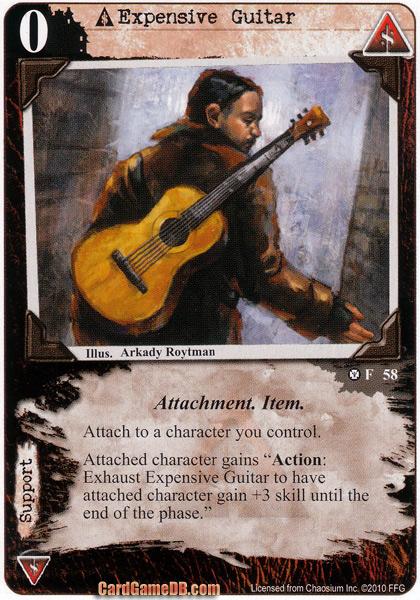 0
Expensive Guitar
Illus. Arkady Roytman
F 58
Attachment. Item.
Attach to a character you control.
Attached character gains “Action:
Exhaust Expensive Guitar to have
attached character gain +3 skill until the
end of the phase.”
Support
CardGameDB.com
Licensed from Chaosium Inc. ©2010 FFG